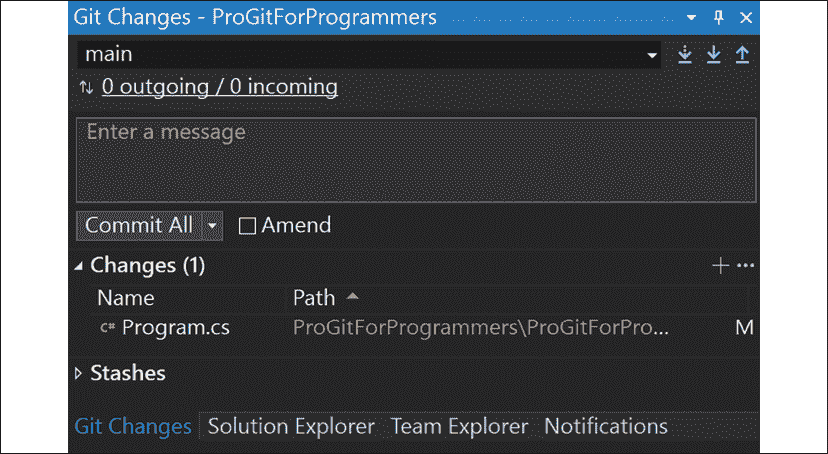 Git Changes - ProGitForProgrammers
main
0 outgoing / 0 incoming
Enter a message
Commit All Amend
Changes (1)
Name Path
C# Program.cs ProGitForProgrammers\ProGitForPro... M
Stashes
Git Changes Solution Explorer Team Explorer Notifications